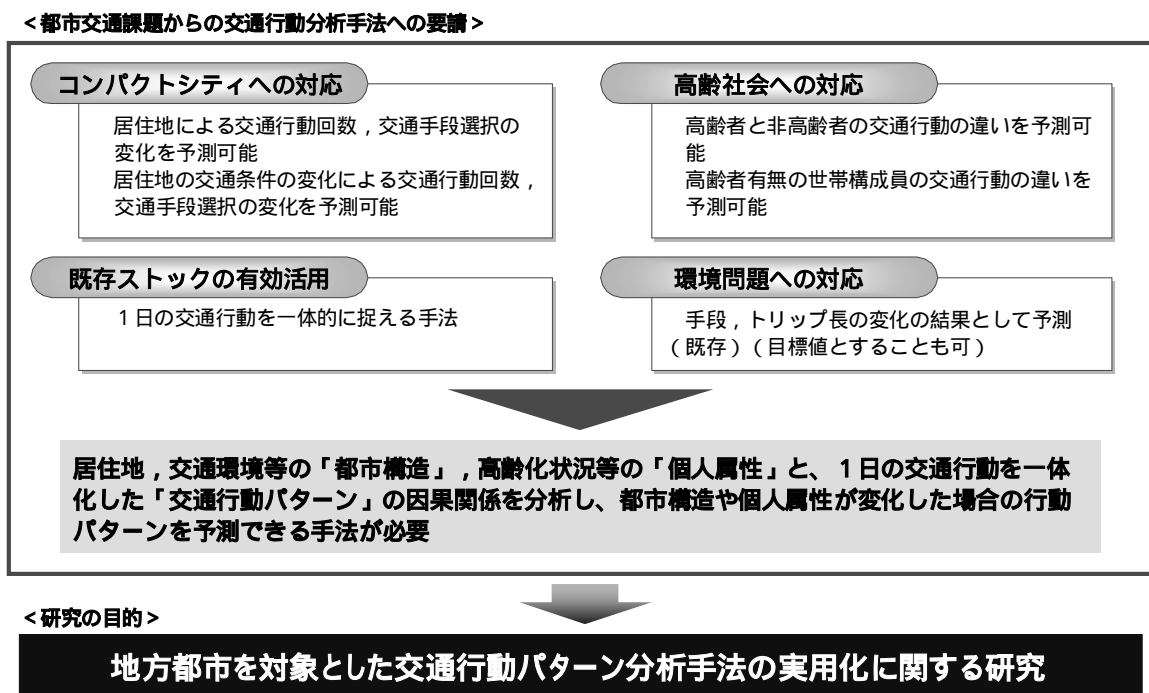 <都市交通課題からの交通行動分析手法への要請>
コンパクトシティへの対応
居住地による交通行動回数，交通手段選択の
変化を予測可能
居住地の交通条件の変化による交通行動回数，
交通手段選択の変化を予測可能
高齢社会への対応
高齢者と非高齢者の交通行動の違いを予測可
能
高齢者有無の世帯構成員の交通行動の違いを
予測可能
既存ストックの有効活用
１日の交通行動を一体的に捉える手法
環境問題への対応
手段，トリップ長の変化の結果として予測
（既存）（目標値とすることも可）
居住地，交通環境等の「都市構造」，高齢化状況等の「個人属性」と、１日の交通行動を一体
化した「交通行動パターン」の因果関係を分析し、都市構造や個人属性が変化した場合の行動
パターンを予測できる手法が必要
<研究の目的>
地方都市を対象とした交通行動パターン分析手法の実用化に関する研究